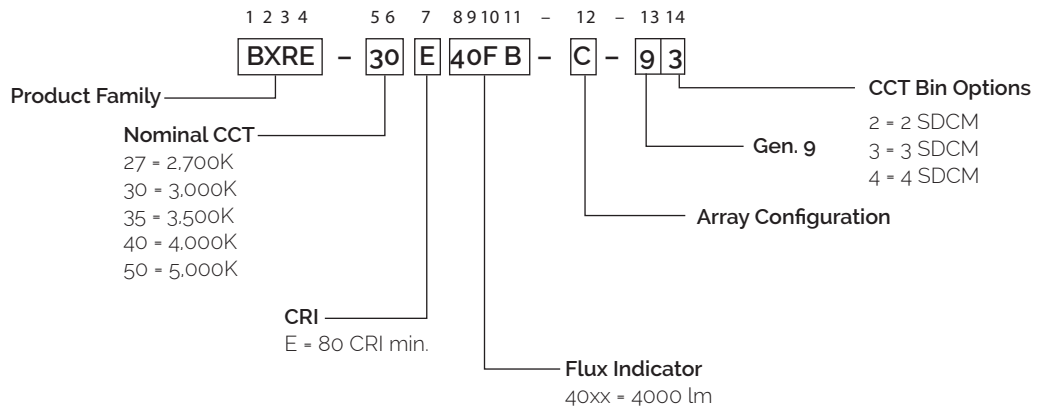 1 2 3 4 5 6 7 8 9 10 11 – 12 – 13 14
BXRE – 30 E 40F B – C – 9 3
Product Family
Nominal CCT
27 = 2,700K
30 = 3,000K
35 = 3,500K
40 = 4,000K
50 = 5,000K
CRI
E = 80 CRI min.
Flux Indicator
40xx = 4000 lm
Array Configuration
Gen. 9
CCT Bin Options
2 = 2 SDCM
3 = 3 SDCM
4 = 4 SDCM